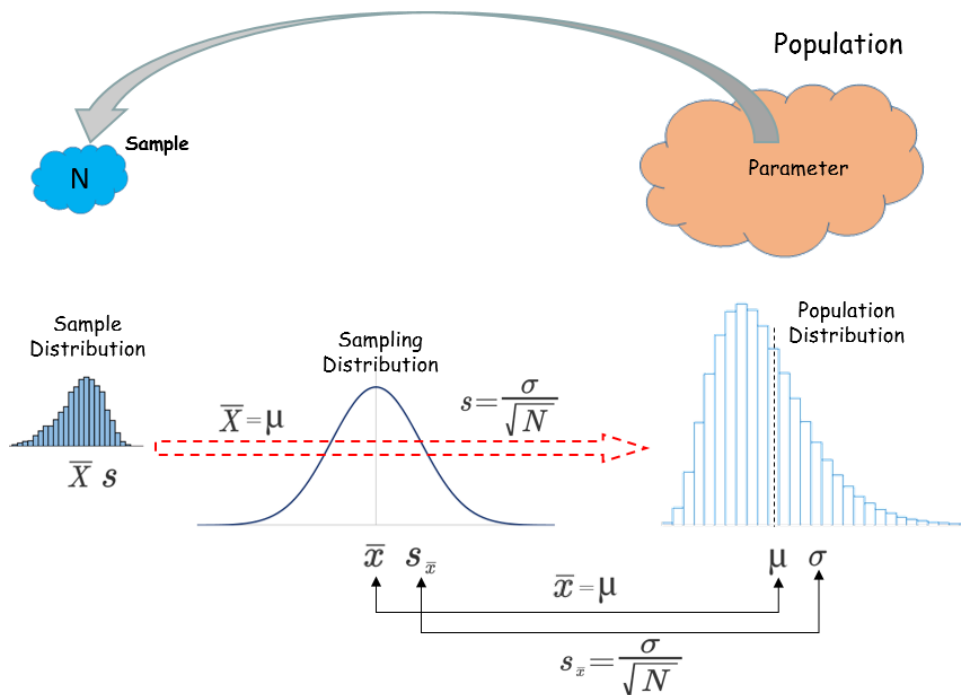 Population
Sample
N
Parameter
Sample
Distribution
Sampling
Distribution
Population
Distribution
X̅ = μ
s = σ/√N
X̅ s
x̅ s_x̅
μ σ
x̅ = μ
s_x̅ = σ/√N